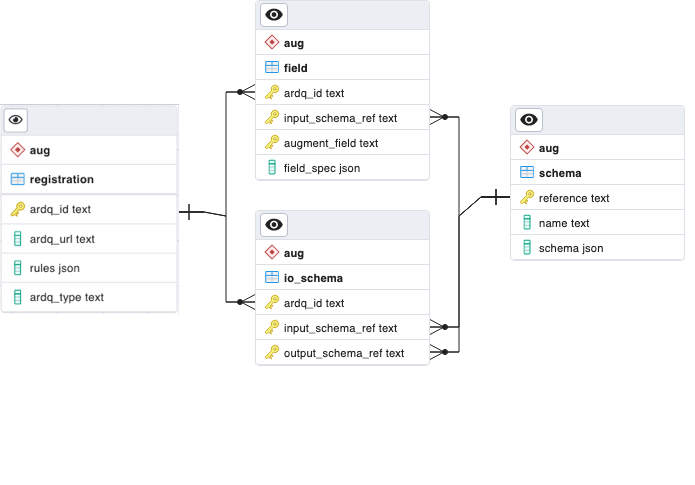 aug
registration
ardq_id text
ardq_url text
rules json
ardq_type text
aug
field
ardq_id text
input_schema_ref text
augment_field text
field_spec json
aug
io_schema
ardq_id text
input_schema_ref text
output_schema_ref text
aug
schema
reference text
name text
schema json